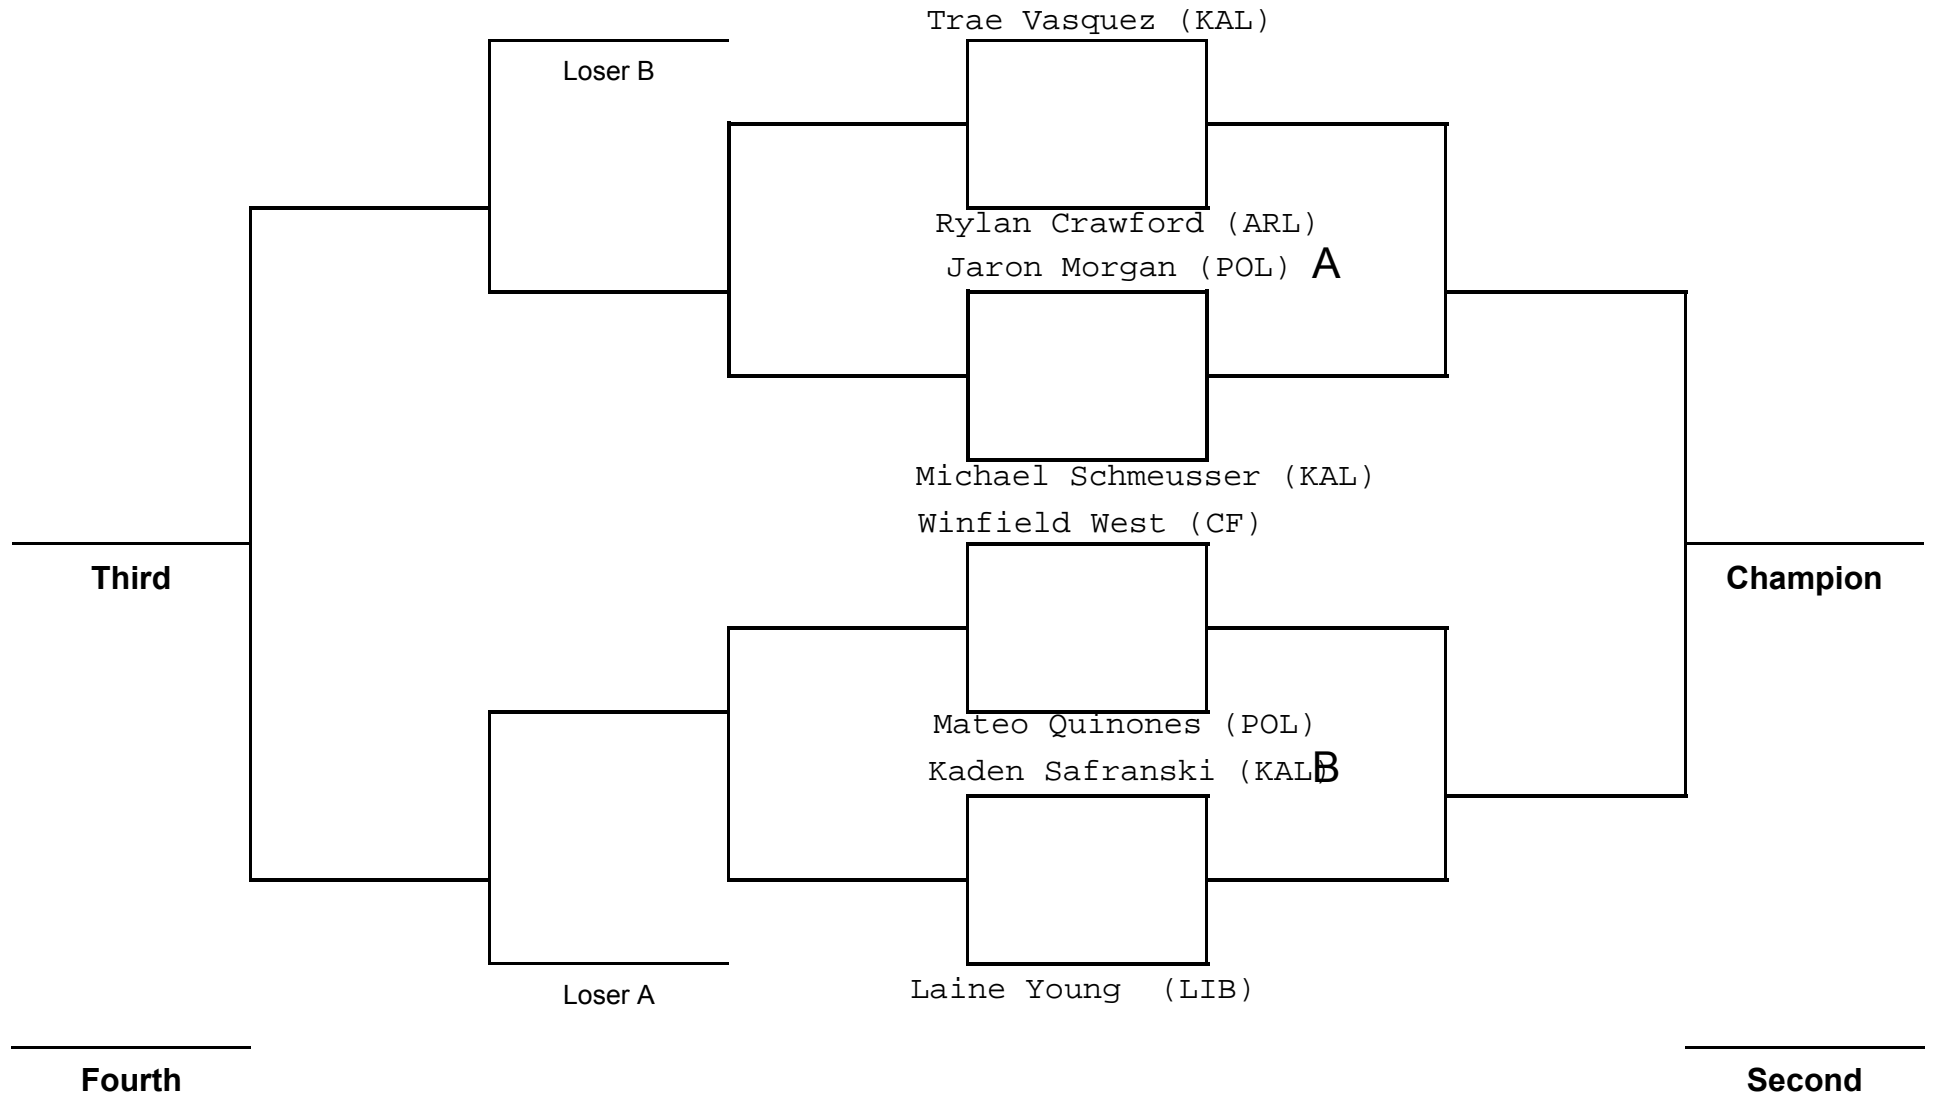 Trae Vasquez (KAL)
Loser B
Rylan Crawford (ARL)
Jaron Morgan (POL) A
Michael Schmeusser (KAL)
Winfield West (CF)
Third
Champion
Mateo Quinones (POL)
Kaden Safranski (KAL) B
Laine Young (LIB)
Loser A
Fourth
Second